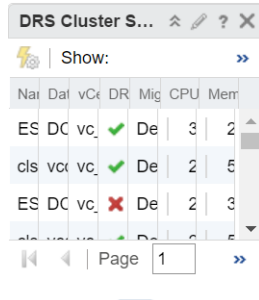 DRS Cluster S... ?
Show: »
Nar Dat vCe DR Mig CPU Mem
ES DC vc_ De 3 2
cls vcc vc_ De 2 5
ES DC vc_ De 2 3
Page 1 »